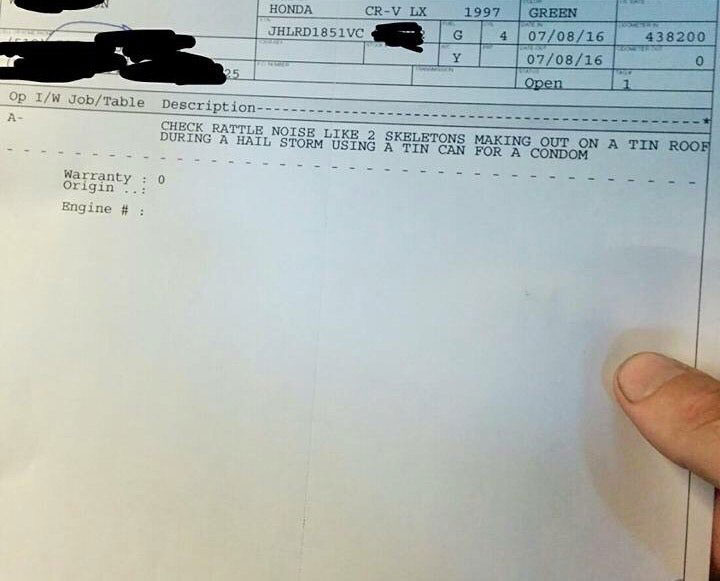 HONDA CR-V LX 1997 GREEN
JHLRD1851VC G 4 07/08/16 438200
Y 07/08/16 0
25 Open 1
Op I/W Job/Table Description-----------------------------------------------------*
A- CHECK RATTLE NOISE LIKE 2 SKELETONS MAKING OUT ON A TIN ROOF
DURING A HAIL STORM USING A TIN CAN FOR A CONDOM
Warranty : 0
Origin ..:
Engine # :